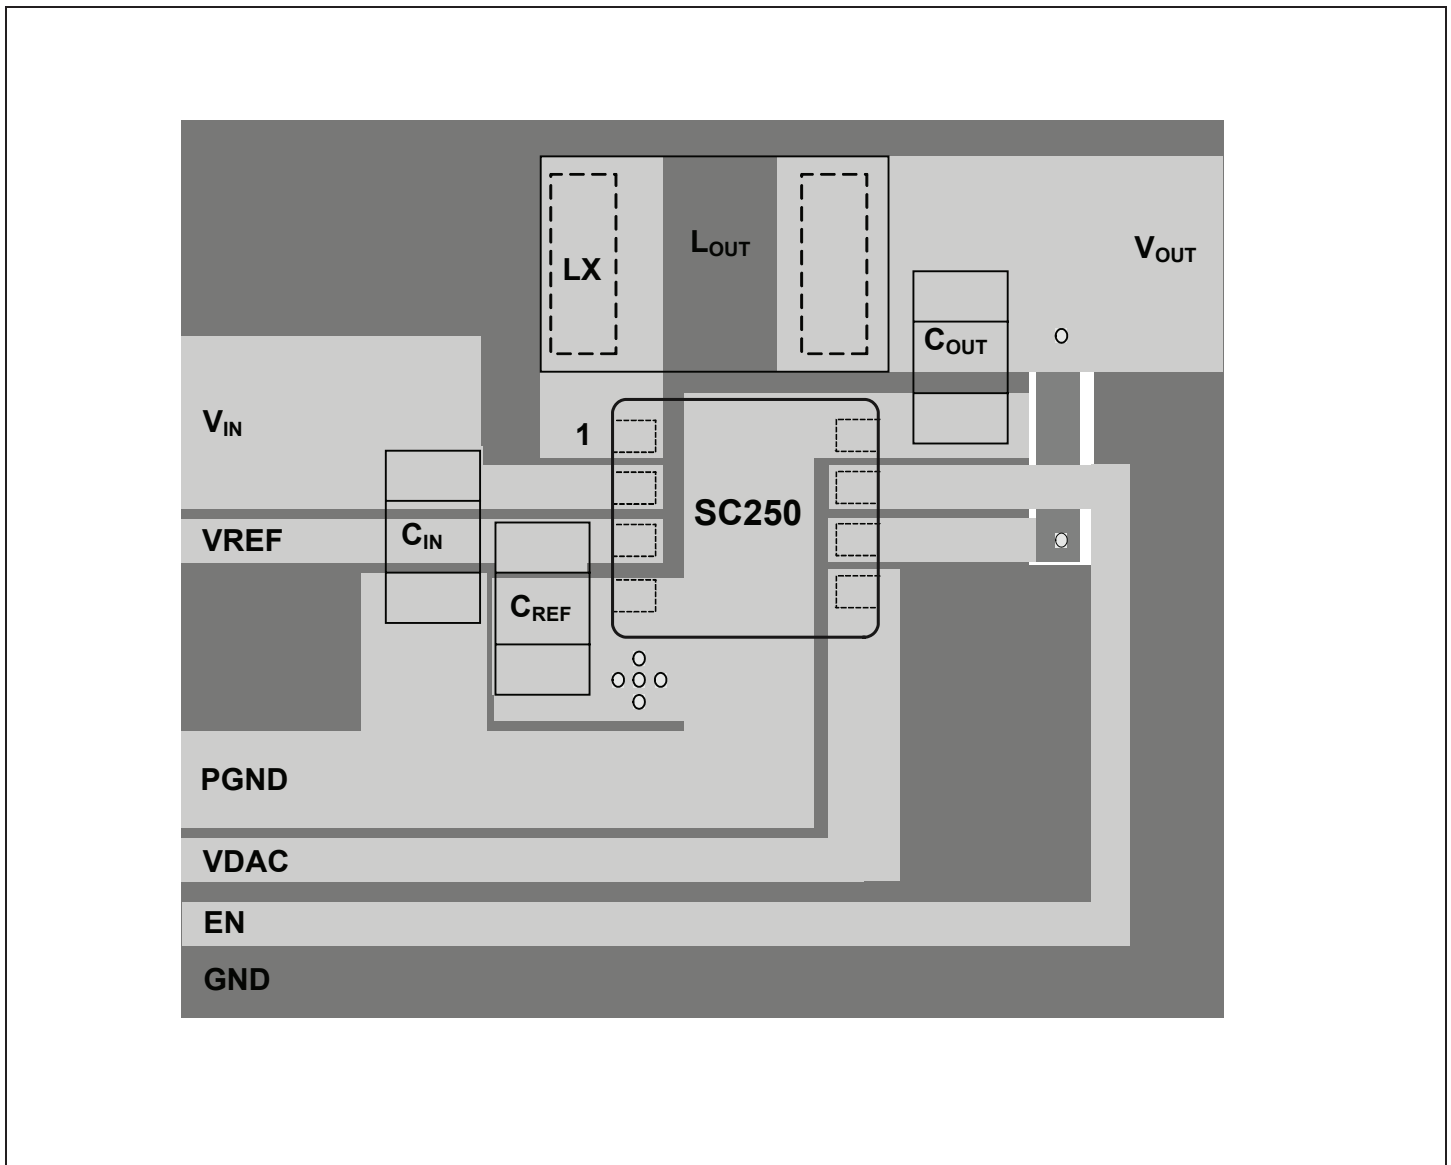 LX
LOUT
VOUT
COUT
VIN
1
SC250
VREF
CIN
CREF
PGND
VDAC
EN
GND